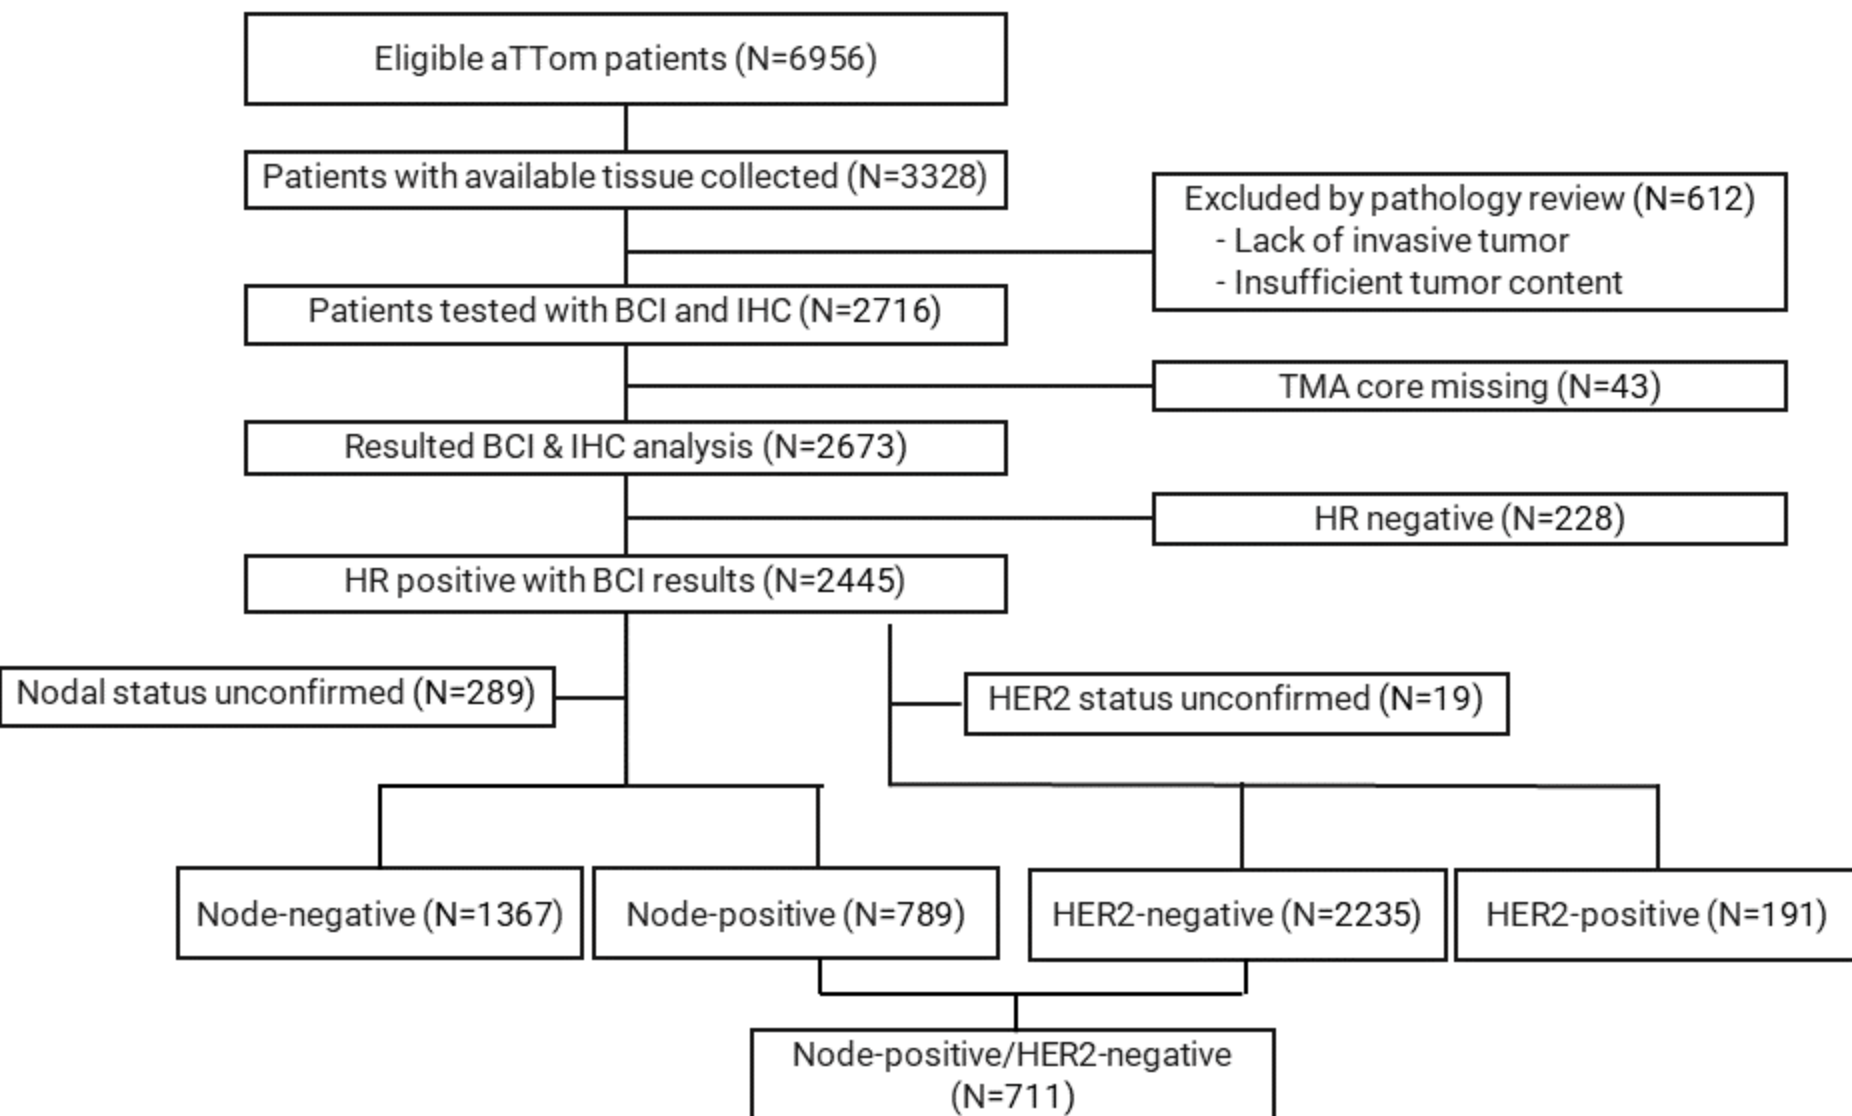 Eligible aTTom patients (N=6956)
Patients with available tissue collected (N=3328)
Excluded by pathology review (N=612)
- Lack of invasive tumor
- Insufficient tumor content
Patients tested with BCI and IHC (N=2716)
TMA core missing (N=43)
Resulted BCI & IHC analysis (N=2673)
HR negative (N=228)
HR positive with BCI results (N=2445)
Nodal status unconfirmed (N=289)
HER2 status unconfirmed (N=19)
Node-negative (N=1367)
Node-positive (N=789)
HER2-negative (N=2235)
HER2-positive (N=191)
Node-positive/HER2-negative
(N=711)